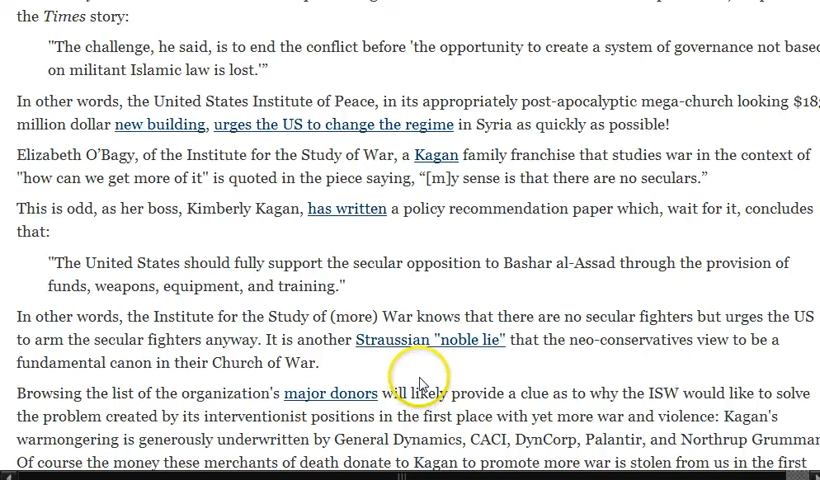 the Times story:
"The challenge, he said, is to end the conflict before 'the opportunity to create a system of governance not based
on militant Islamic law is lost.'”
In other words, the United States Institute of Peace, in its appropriately post-apocalyptic mega-church looking
million dollar new building, urges the US to change the regime in Syria as quickly as possible!
Elizabeth O’Bagy, of the Institute for the Study of War, a Kagan family franchise that studies war in the context of
"how can we get more of it" is quoted in the piece saying, “[m]y sense is that there are no seculars.”
This is odd, as her boss, Kimberly Kagan, has written a policy recommendation paper which, wait for it, concludes
that:
"The United States should fully support the secular opposition to Bashar al-Assad through the provision of
funds, weapons, equipment, and training."
In other words, the Institute for the Study of (more) War knows that there are no secular fighters but urges the US
to arm the secular fighters anyway. It is another Straussian "noble lie" that the neo-conservatives view to be a
fundamental canon in their Church of War.
Browsing the list of the organization's major donors will likely provide a clue as to why the ISW would like to solve
the problem created by its interventionist positions in the first place with yet more war and violence: Kagan's
warmongering is generously underwritten by General Dynamics, CACI, DynCorp, Palantir, and Northrup Grumman
Of course the money these merchants of death donate to Kagan to promote more war is stolen from us in the first